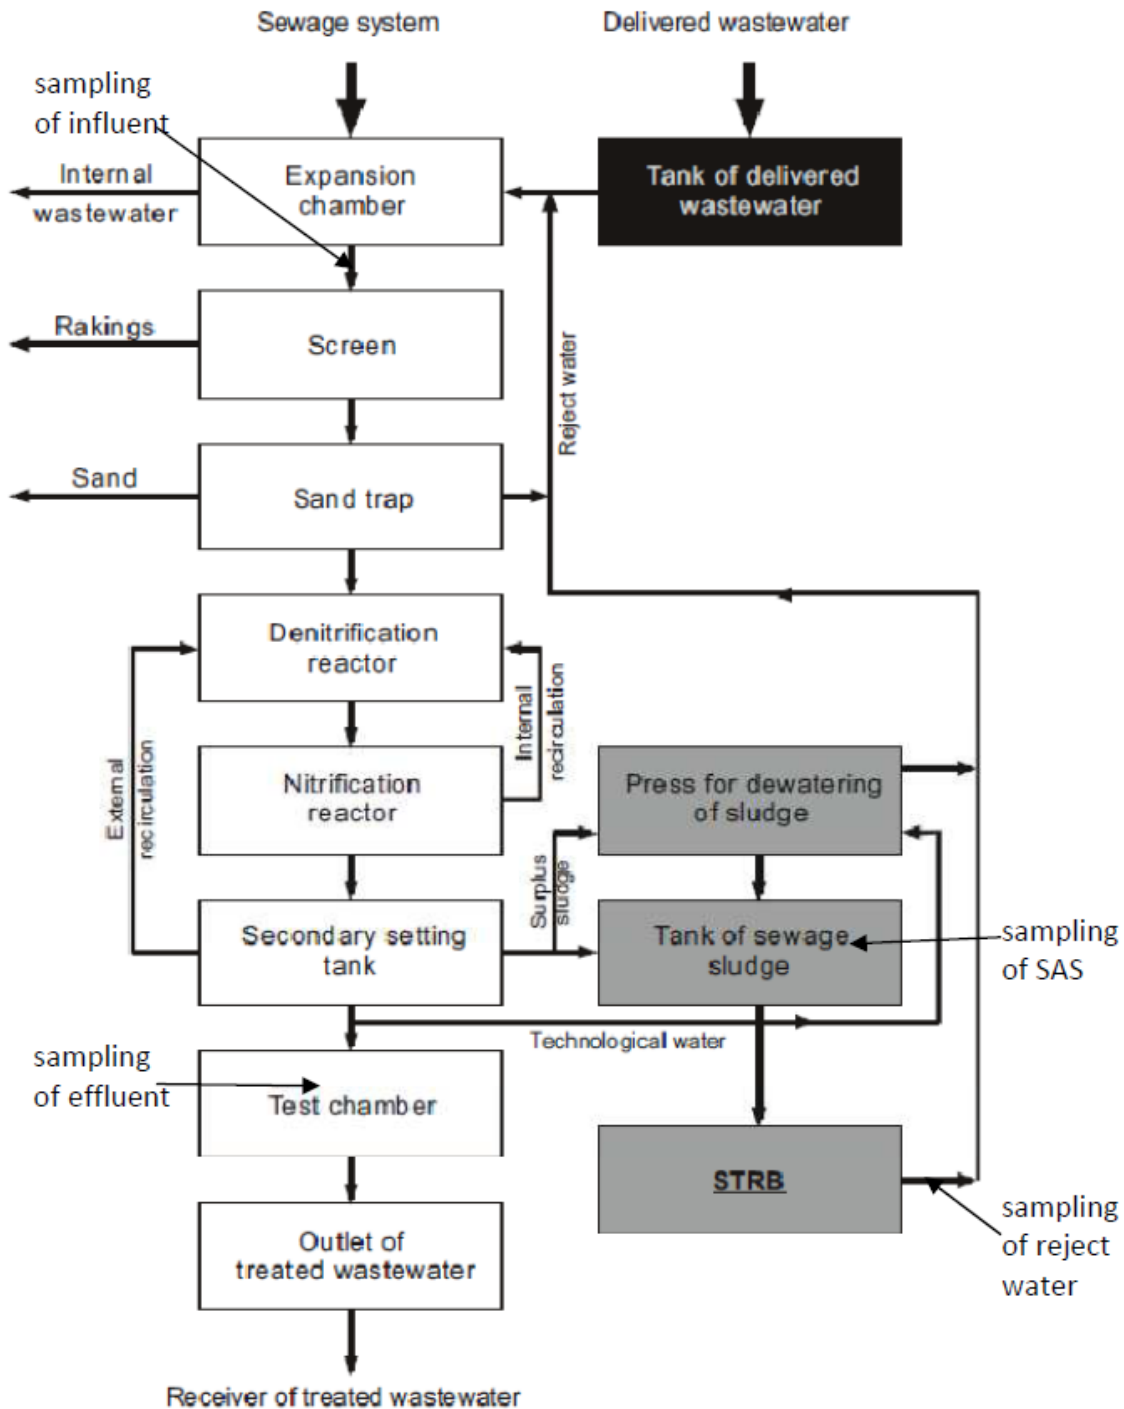 Sewage system
Delivered wastewater
sampling
of influent
Internal
wastewater
Expansion
chamber
Tank of delivered
wastewater
Rakings
Screen
Reject water
Sand
Sand trap
Denitrification
reactor
Internal
recirculation
External
recirculation
Nitrification
reactor
Press for dewatering
of sludge
Surplus
sludge
Secondary setting
tank
Tank of sewage
sludge
sampling
of SAS
Technological water
sampling
of effluent
Test chamber
STRB
sampling
of reject
water
Outlet of
treated wastewater
Receiver of treated wastewater